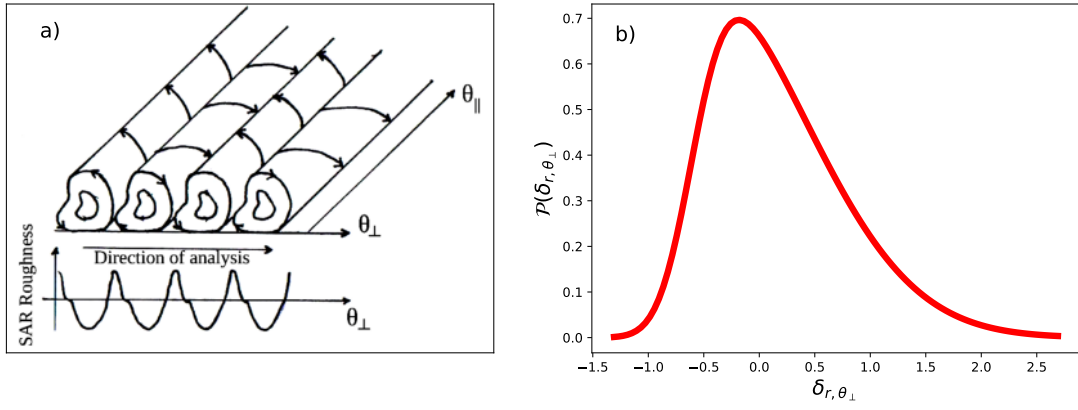 a)
θ∥
θ⊥
Direction of analysis
SAR Roughness
θ⊥
b)
0.7
0.6
0.5
0.4
0.3
0.2
0.1
0.0
𝒫(δr, θ⊥)
−1.5 −1.0 −0.5 0.0 0.5 1.0 1.5 2.0 2.5
δr, θ⊥